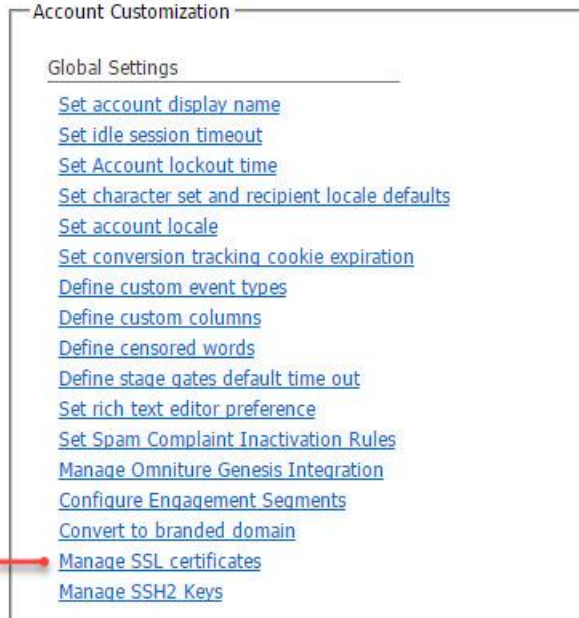 Account Customization
Global Settings
Set account display name
Set idle session timeout
Set Account lockout time
Set character set and recipient locale defaults
Set account locale
Set conversion tracking cookie expiration
Define custom event types
Define custom columns
Define censored words
Define stage gates default time out
Set rich text editor preference
Set Spam Complaint Inactivation Rules
Manage Omniture Genesis Integration
Configure Engagement Segments
Convert to branded domain
Manage SSL certificates
Manage SSH2 Keys